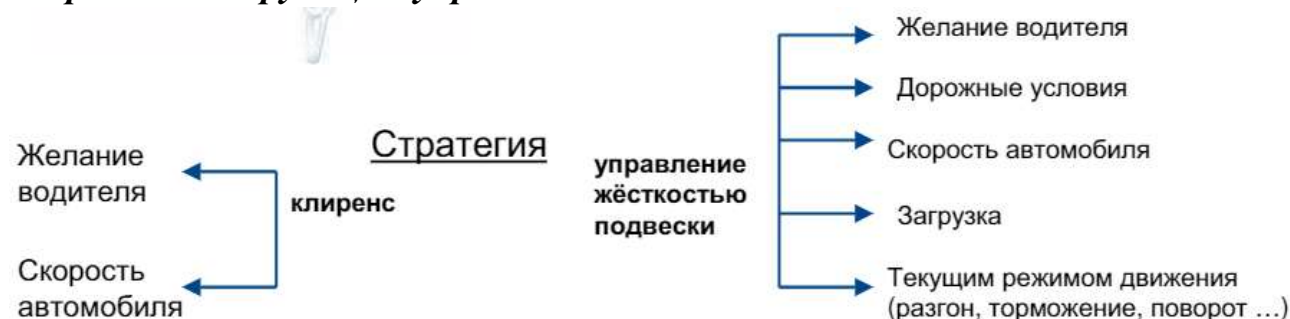 Стратегия
Желание
водителя
Скорость
автомобиля
клиренс
управление
жёсткостью
подвески
Желание водителя
Дорожные условия
Скорость автомобиля
Загрузка
Текущим режимом движения
(разгон, торможение, поворот ...)